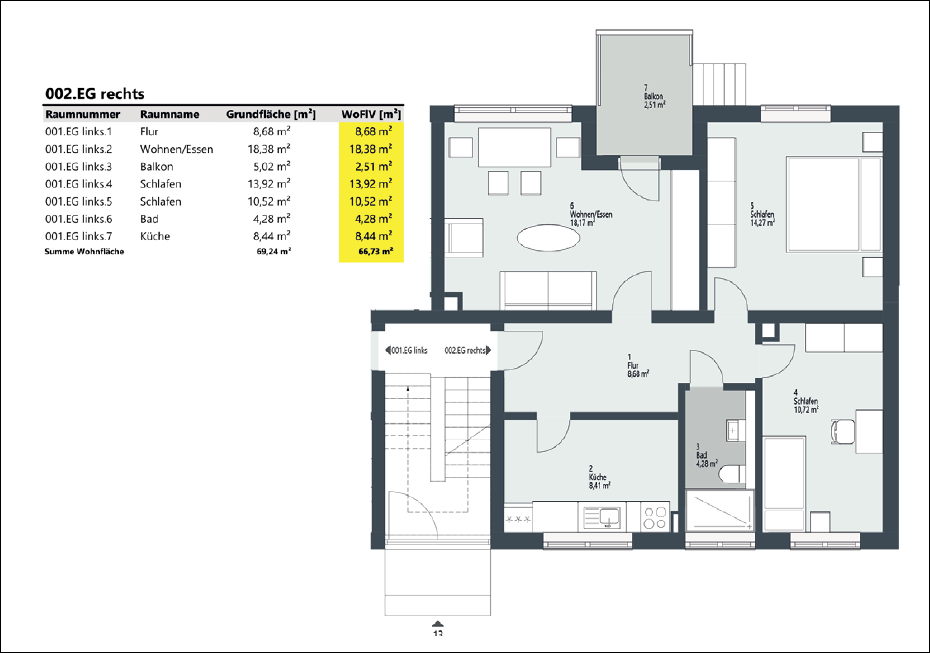 002.EG rechts
Raumnummer Raumname Grundfläche [m²] WoFlV [m²]
001.EG links.1 Flur 8,68 m² 8,68 m²
001.EG links.2 Wohnen/Essen 18,38 m² 18,38 m²
001.EG links.3 Balkon 5,02 m² 2,51 m²
001.EG links.4 Schlafen 13,92 m² 13,92 m²
001.EG links.5 Schlafen 10,52 m² 10,52 m²
001.EG links.6 Bad 4,28 m² 4,28 m²
001.EG links.7 Küche 8,44 m² 8,44 m²
Summe Wohnfläche 69,24 m² 66,73 m²
7
Balkon
2,51 m²
6
Wohnen/Essen
18,17 m²
5
Schlafen
14,27 m²
001.EG links 002.EG rechts
1
Flur
8,68 m²
4
Schlafen
10,72 m²
3
Bad
4,28 m²
2
Küche
8,41 m²
13